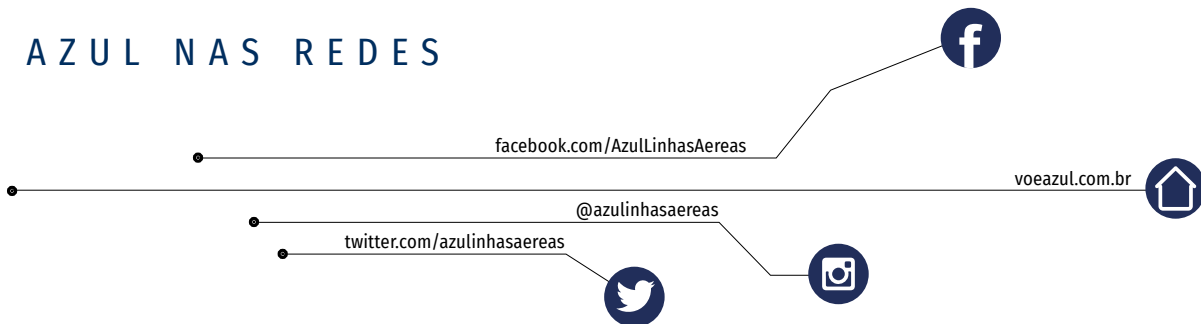 AZUL NAS REDES
facebook.com/AzulLinhasAereas
voeazul.com.br
@azulinhasaereas
twitter.com/azulinhasaereas